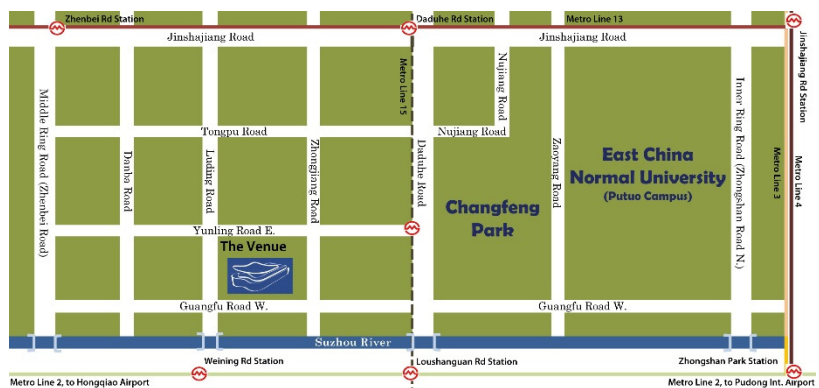 Zhenbei Rd Station
Daduhe Rd Station
Metro Line 13
Jinshajiang Road
Jinshajiang Road
Jinshajiang Rd Station
Metro Line 15
Nujiang Road
Middle Ring Road (Zhenbei Road)
Tongpu Road
Nujiang Road
Danba Road
Luding Road
Zhongjiang Road
Daduhe Road
Zaoyang Road
Inner Ring Road (Zhongshan Road N.)
Metro Line 3
Metro Line 4
East China
Normal University
(Putuo Campus)
Changfeng
Park
Yunling Road E.
The Venue
Guangfu Road W.
Guangfu Road W.
Suzhou River
Weining Rd Station
Loushanguan Rd Station
Zhongshan Park Station
Metro Line 2, to Hongqiao Airport
Metro Line 2, to Pudong Int. Airport